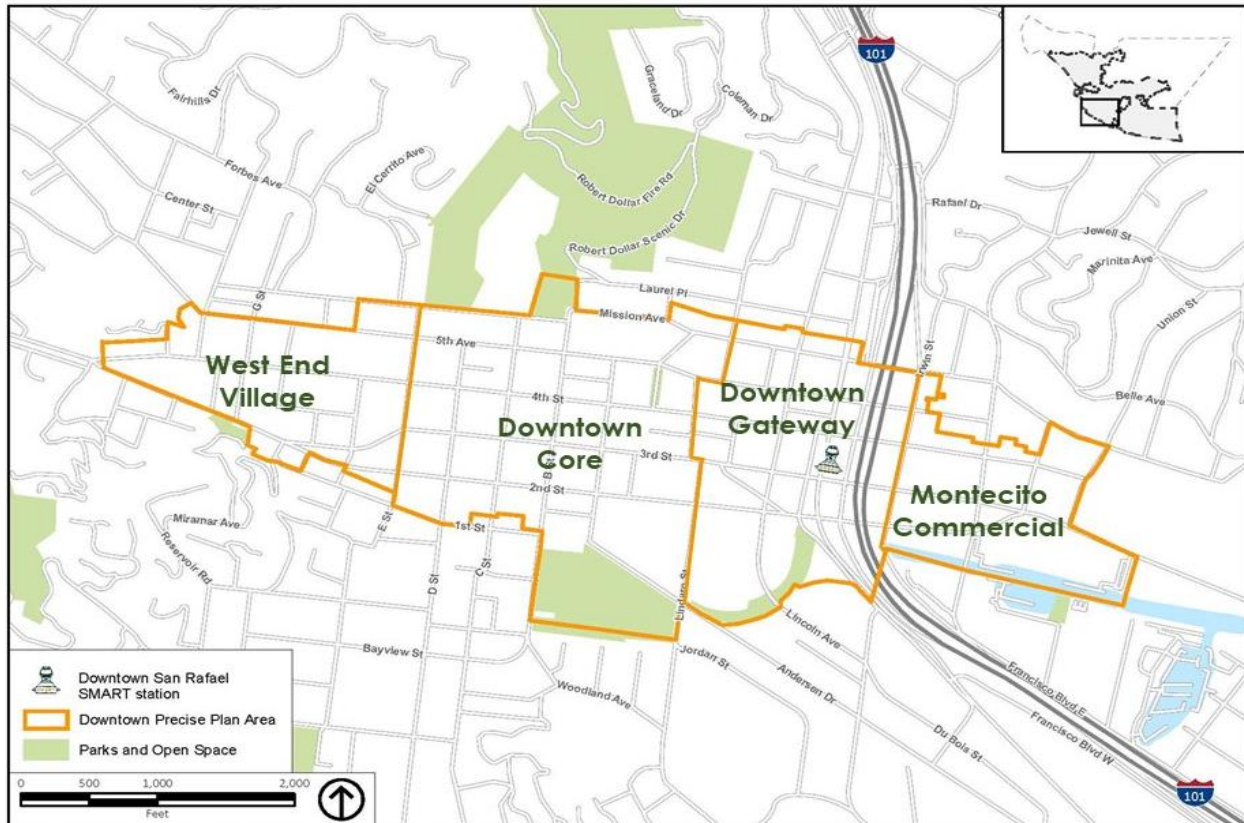 101
Fairhills Dr
Graceland Dr
Coleman Dr
Forbes Ave
El Cerrito Ave
Center St
Robert Dollar Fire Rd
Robert Dollar Scenic Dr
Rafael Dr
Jewell St
Marinita Ave
Union St
Laurel Pl
G St
Mission Ave
5th Ave
Irwin St
West End
Village
Downtown
Gateway
Belle Ave
4th St
Downtown
Core
3rd St
B St
2nd St
Montecito
Commercial
Miramar Ave
Reservoir Rd
E St
1st St
D St
C St
Lindaro St
Lincoln Ave
Bayview St
Jordan St
Woodland Ave
Andersen Dr
Francisco Blvd E
Francisco Blvd W
Du Bois St
101
Downtown San Rafael
SMART station
Downtown Precise Plan Area
Parks and Open Space
0 500 1,000 2,000
Feet